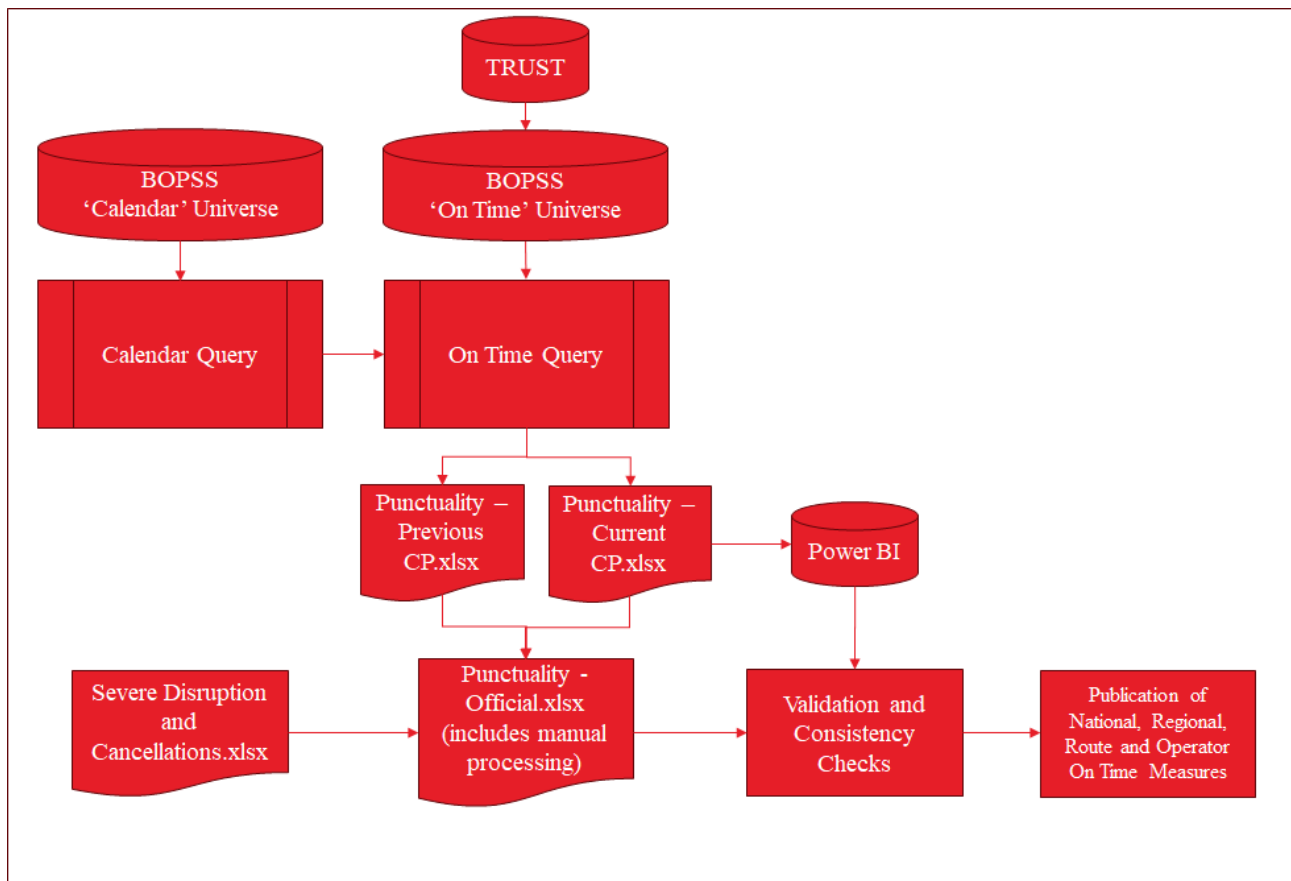 TRUST
BOPSS
‘Calendar’ Universe
BOPSS
‘On Time’ Universe
Calendar Query
On Time Query
Punctuality –
Previous
CP.xlsx
Punctuality –
Current
CP.xlsx
Power BI
Severe Disruption
and
Cancellations.xlsx
Punctuality -
Official.xlsx
(includes manual
processing)
Validation and
Consistency
Checks
Publication of
National, Regional,
Route and Operator
On Time Measures